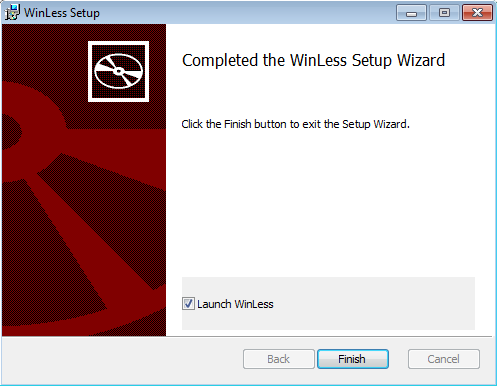 WinLess Setup
Completed the WinLess Setup Wizard
Click the Finish button to exit the Setup Wizard.
Launch WinLess
Back
Finish
Cancel